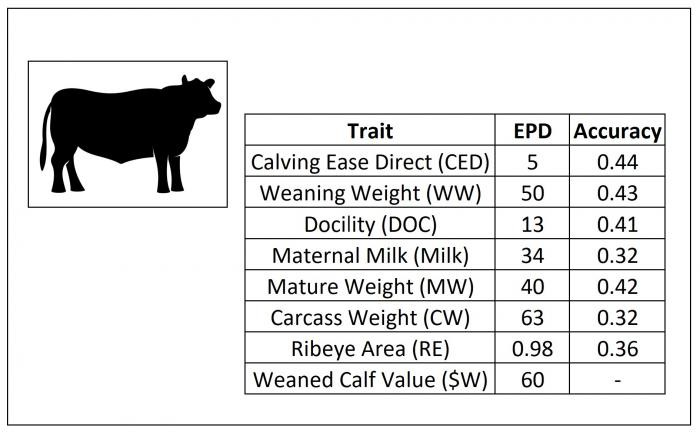 Trait EPD Accuracy
Calving Ease Direct (CED) 5 0.44
Weaning Weight (WW) 50 0.43
Docility (DOC) 13 0.41
Maternal Milk (Milk) 34 0.32
Mature Weight (MW) 40 0.42
Carcass Weight (CW) 63 0.32
Ribeye Area (RE) 0.98 0.36
Weaned Calf Value ($W) 60 -